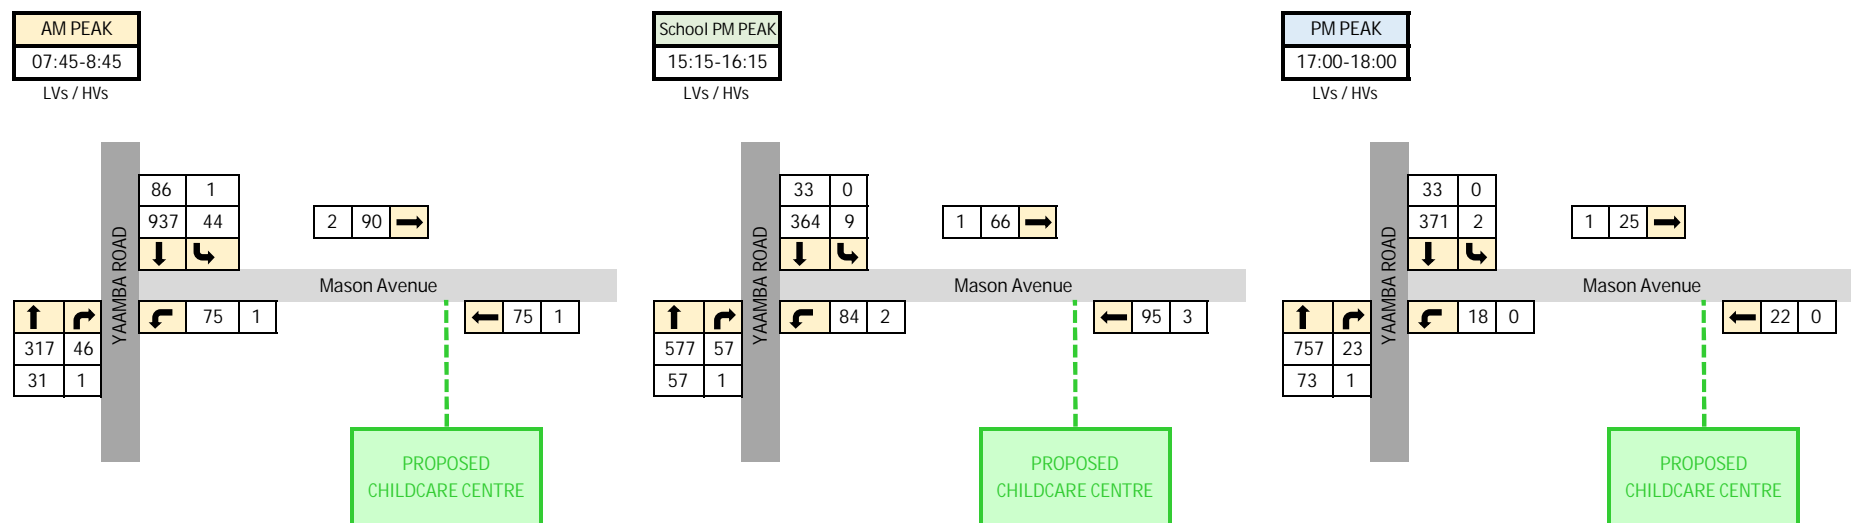 AM PEAK
07:45-8:45
LVs / HVs
86 1
937 44
2 90
YAAMBA ROAD
Mason Avenue
75 1
75 1
317 46
31 1
PROPOSED
CHILDCARE CENTRE
School PM PEAK
15:15-16:15
LVs / HVs
33 0
364 9
1 66
YAAMBA ROAD
Mason Avenue
84 2
95 3
577 57
57 1
PROPOSED
CHILDCARE CENTRE
PM PEAK
17:00-18:00
LVs / HVs
33 0
371 2
1 25
YAAMBA ROAD
Mason Avenue
18 0
22 0
757 23
73 1
PROPOSED
CHILDCARE CENTRE